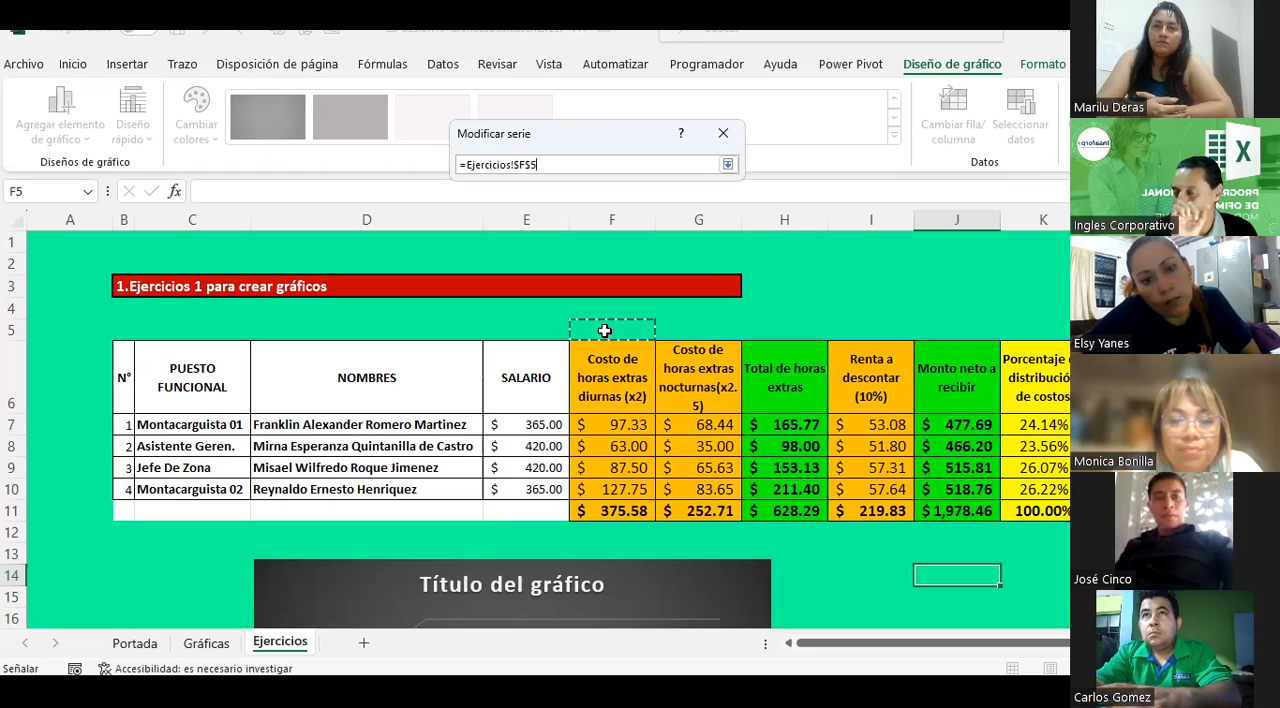 Archivo Inicio Insertar Trazo Disposición de página Fórmulas Datos Revisar Vista Automatizar Programador Ayuda Power Pivot Diseño de gráfico Formato
Agregar elemento de gráfico
Diseño rápido
Cambiar colores
Cambiar fila/ columna
Seleccionar datos
Diseños de gráfico
Datos
Modificar serie ?
=Ejercicios!$F$5
F5 fx
A B C D E F G H I J K
1
2
3 1.Ejercicios 1 para crear gráficos
4
5
6 N° PUESTO FUNCIONAL NOMBRES SALARIO Costo de horas extras diurnas (x2) Costo de horas extras nocturnas(x2.5) Total de horas extras Renta a descontar (10%) Monto neto a recibir Porcentaje de costos
7 1 Montacarguista 01 Franklin Alexander Romero Martinez $ 365.00 $ 97.33 $ 68.44 $ 165.77 $ 53.08 $ 477.69 24.14%
8 2 Asistente Geren. Mirna Esperanza Quintanilla de Castro $ 420.00 $ 63.00 $ 35.00 $ 98.00 $ 51.80 $ 466.20 23.56%
9 3 Jefe De Zona Misael Wilfredo Roque Jimenez $ 420.00 $ 87.50 $ 65.63 $ 153.13 $ 57.31 $ 515.81 26.07%
10 4 Montacarguista 02 Reynaldo Ernesto Henriquez $ 365.00 $ 127.75 $ 83.65 $ 211.40 $ 57.64 $ 518.76 26.22%
11 $ 375.58 $ 252.71 $ 628.29 $ 219.83 $ 1,978.46 100.00%
12
13
14 Título del gráfico
15
16
Portada Gráficas Ejercicios +
Señalar Accesibilidad: es necesario investigar
Marilu Deras
Ingles Corporativo
Elsy Yanes
Monica Bonilla
José Cinco
Carlos Gomez